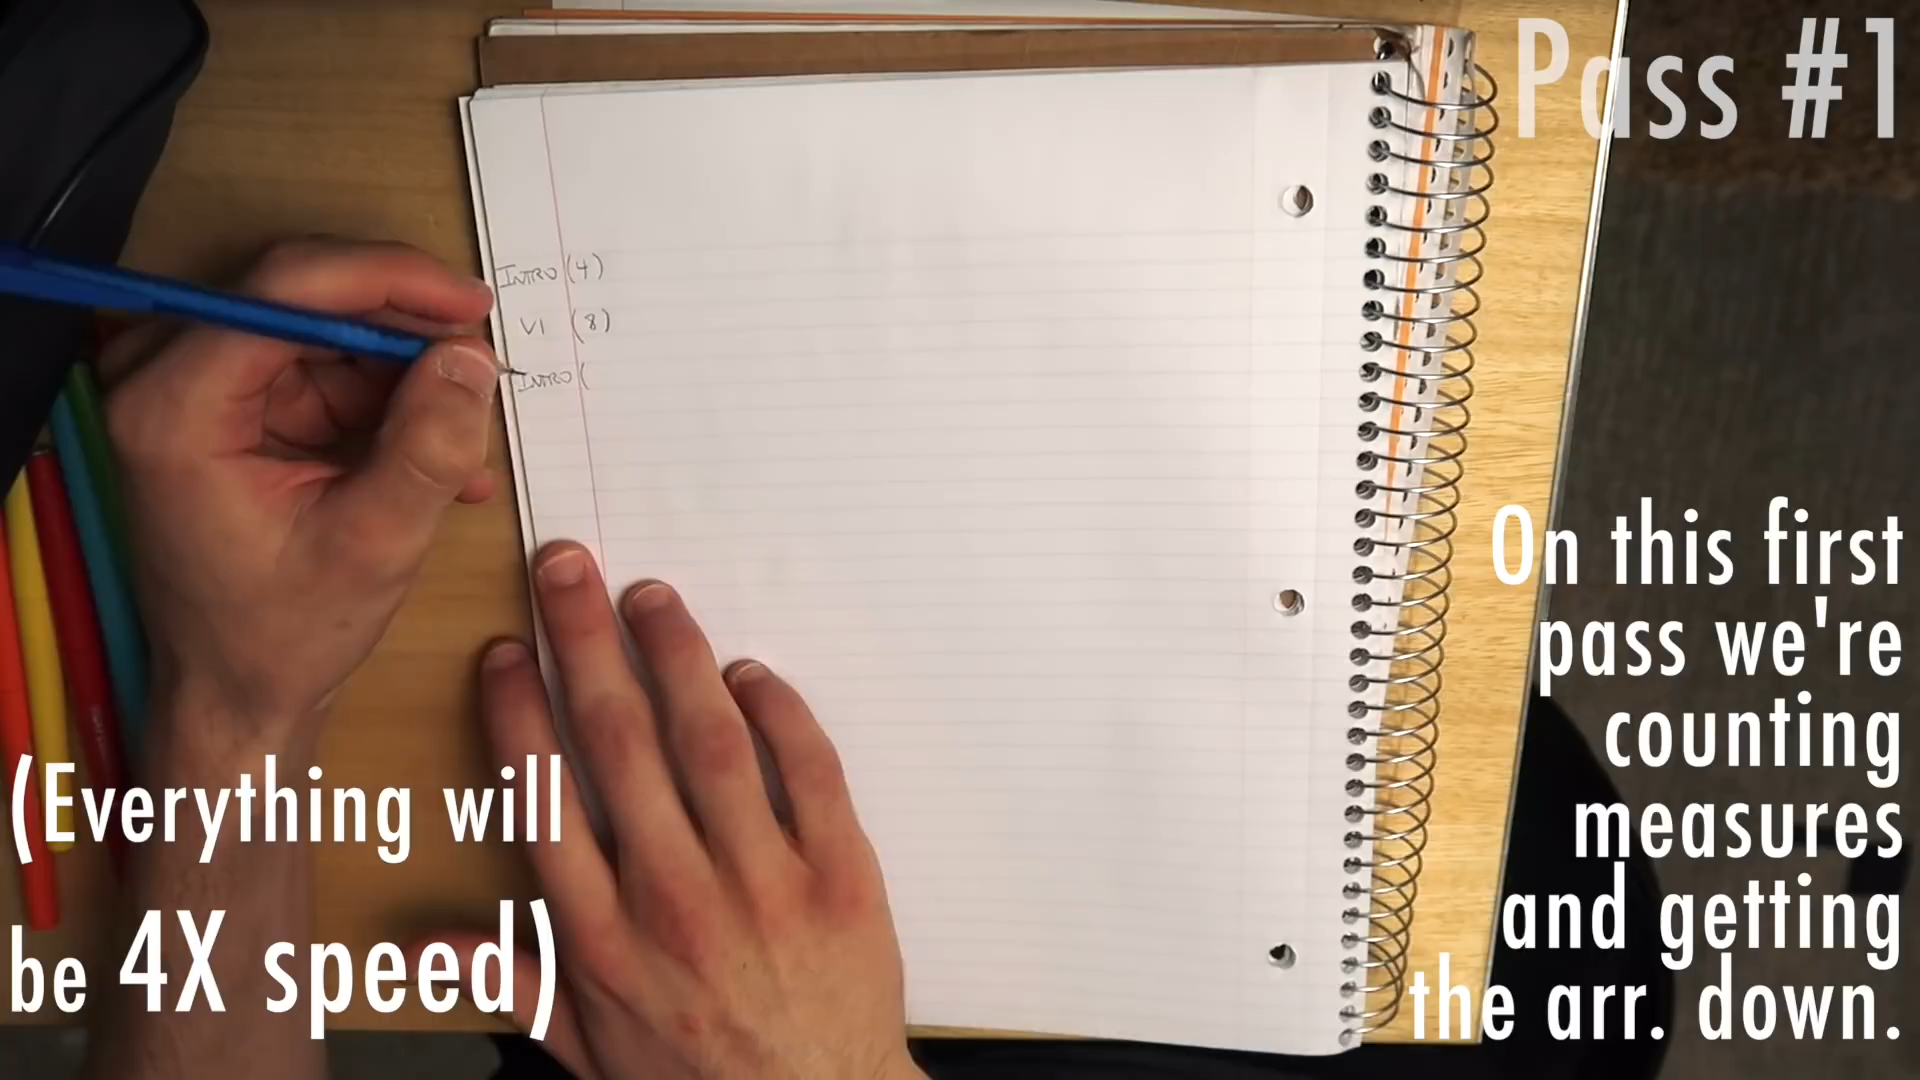 Pass #1
INTRO (4)
V1 (8)
INTRO (
On this first
pass we're
counting
measures
and getting
the arr. down.
(Everything will
be 4X speed)